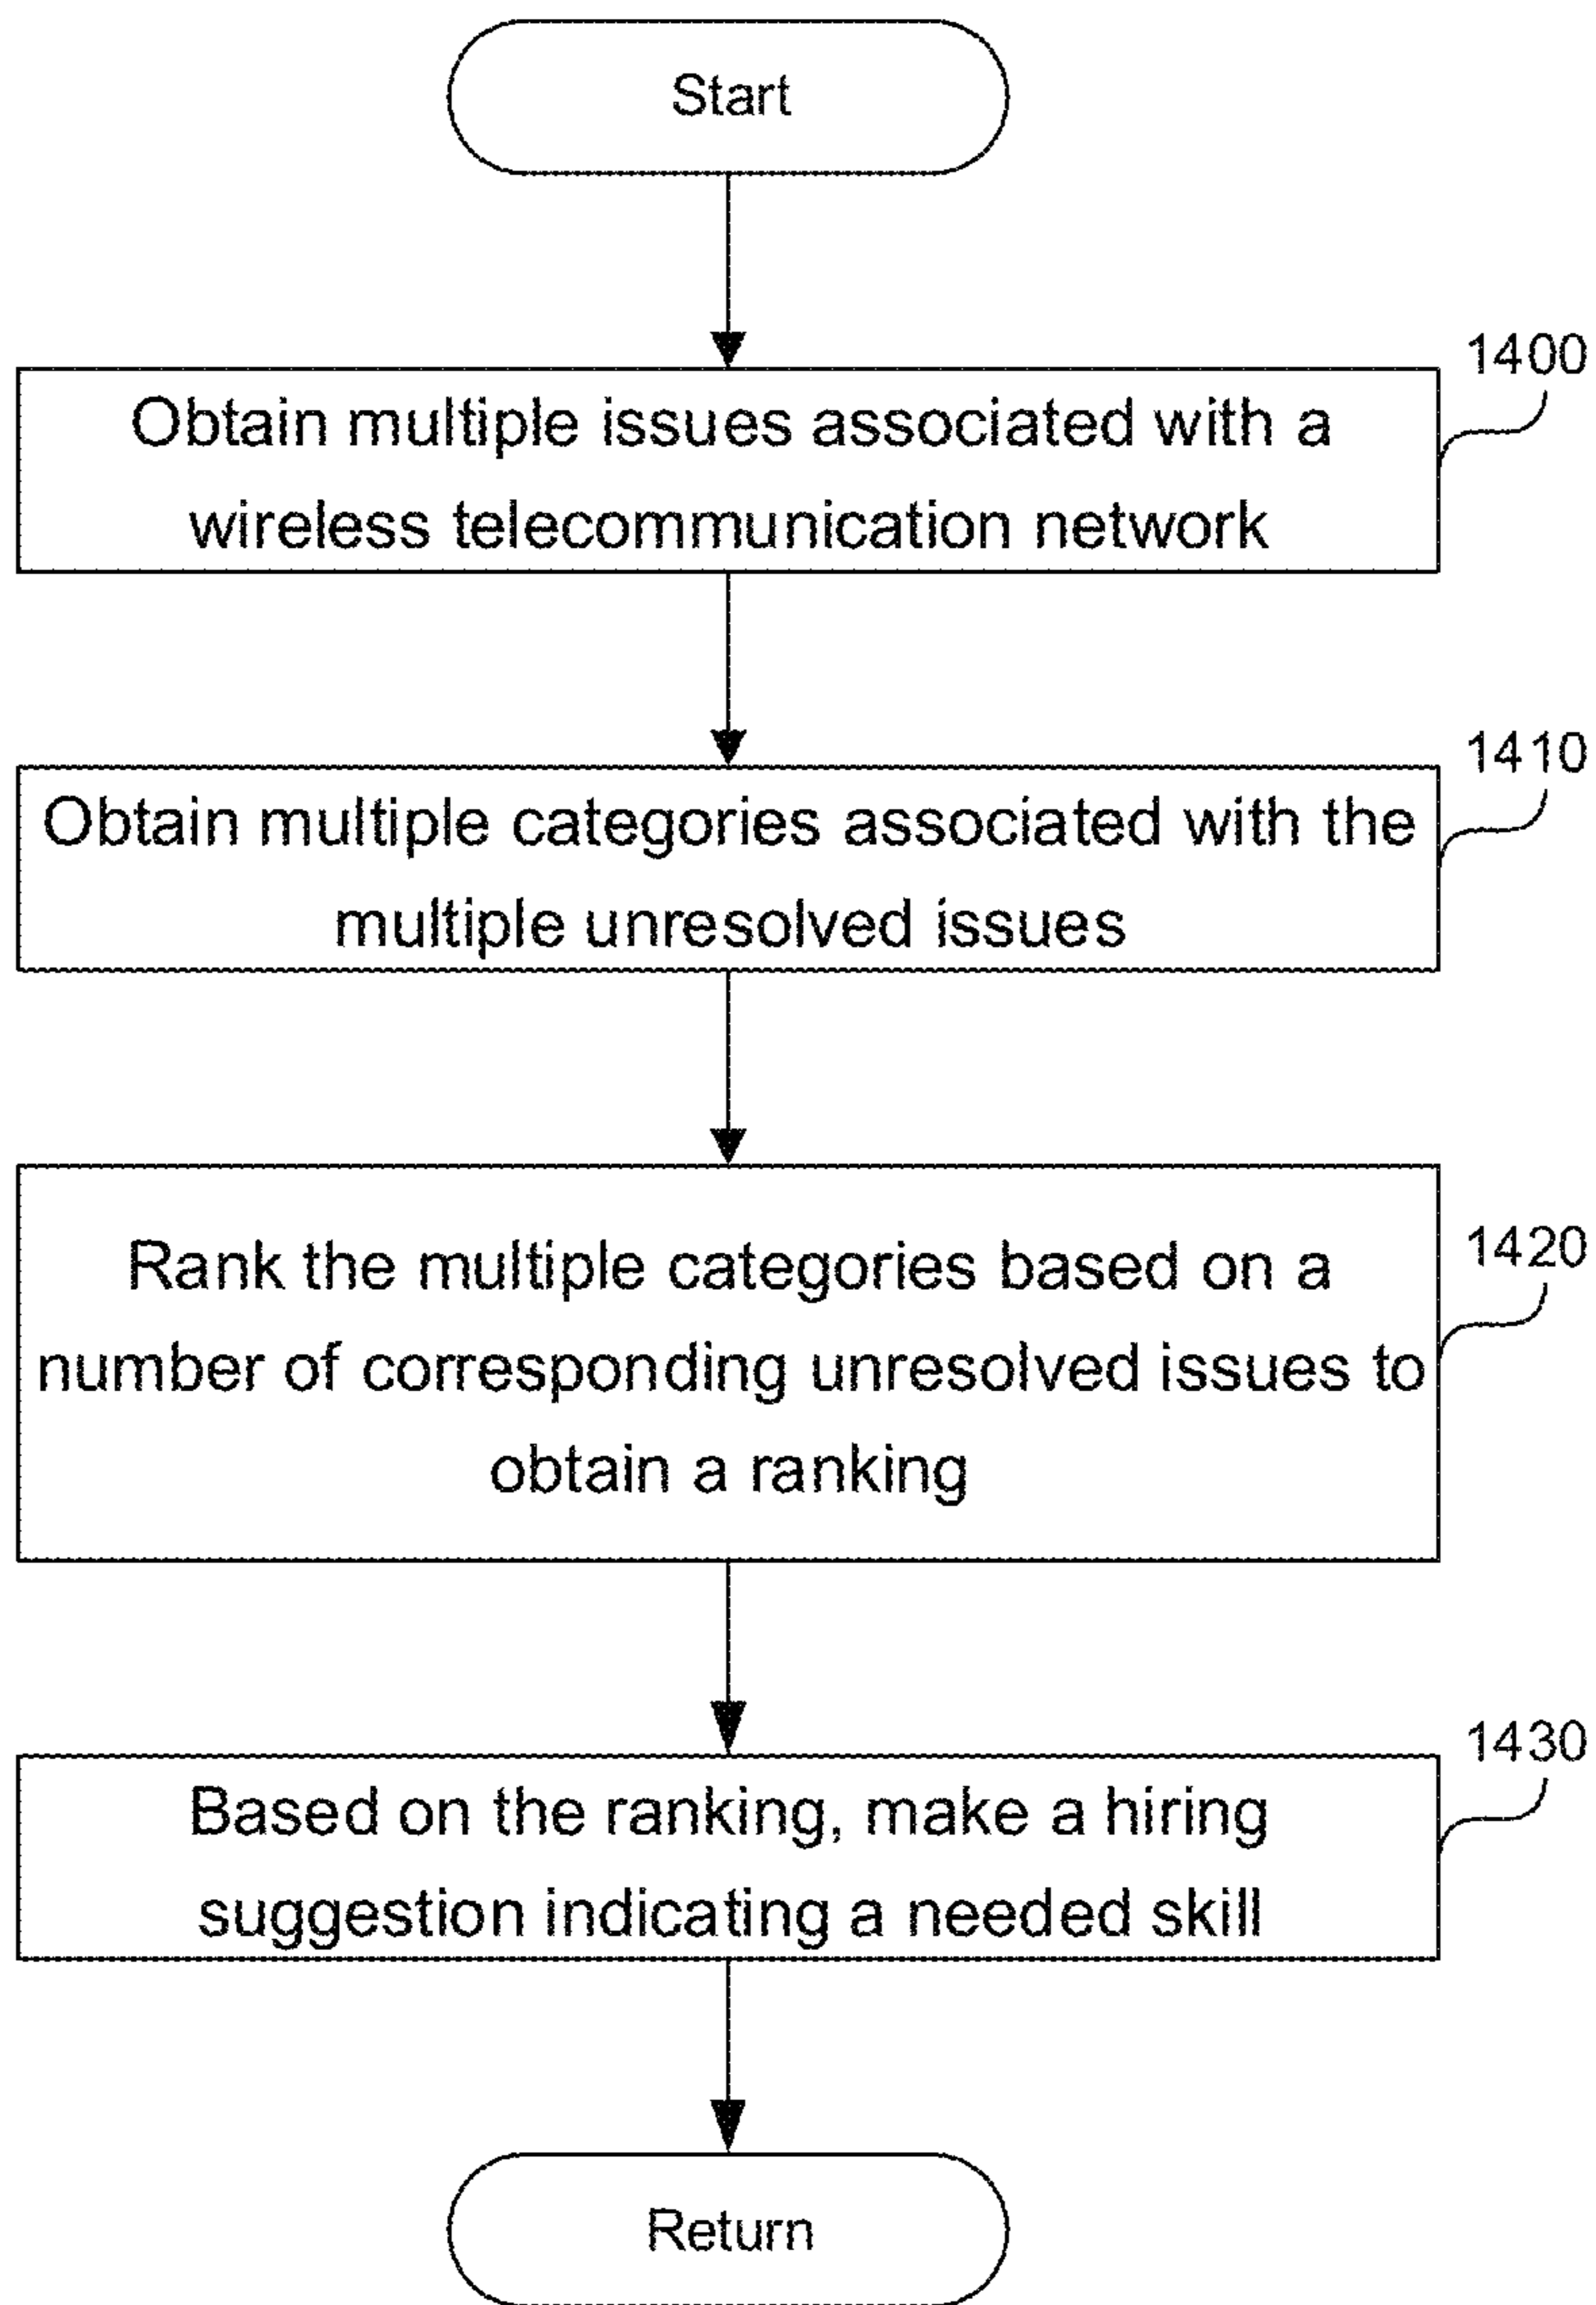 Start
1400
Obtain multiple issues associated with a
wireless telecommunication network
1410
Obtain multiple categories associated with the
multiple unresolved issues
1420
Rank the multiple categories based on a
number of corresponding unresolved issues to
obtain a ranking
1430
Based on the ranking, make a hiring
suggestion indicating a needed skill
Return